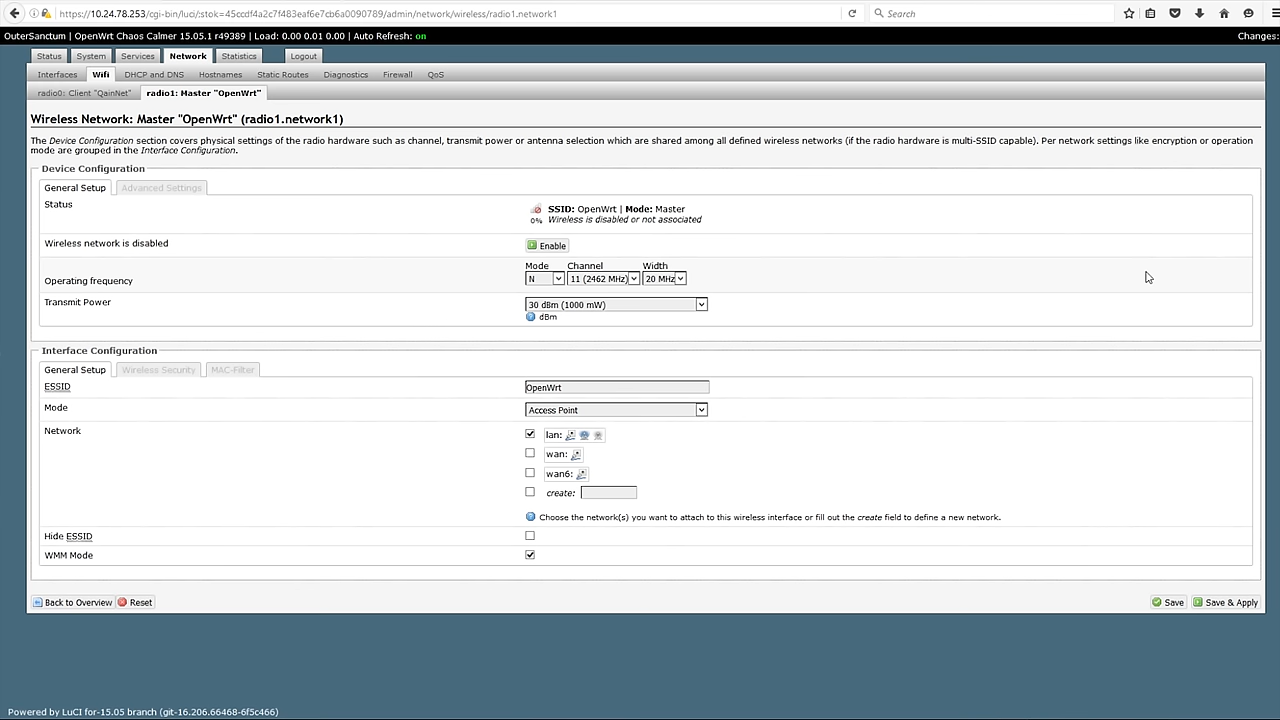 https://10.24.78.253/cgi-bin/luci/;stok=45ccdf4a2c7f483eaf6e7cb6a0090789/admin/network/wireless/radio1.network1
Search
OuterSanctum | OpenWrt Chaos Calmer 15.05.1 r49389 | Load: 0.00 0.01 0.00 | Auto Refresh: on
Changes:
Status System Services Network Statistics Logout
Interfaces Wifi DHCP and DNS Hostnames Static Routes Diagnostics Firewall QoS
radio0: Client "QainNet" radio1: Master "OpenWrt"
Wireless Network: Master "OpenWrt" (radio1.network1)
The Device Configuration section covers physical settings of the radio hardware such as channel, transmit power or antenna selection which are shared among all defined wireless networks (if the radio hardware is multi-SSID capable). Per network settings like encryption or operation
mode are grouped in the Interface Configuration.
Device Configuration
General Setup Advanced Settings
Status
SSID: OpenWrt | Mode: Master
0% Wireless is disabled or not associated
Wireless network is disabled Enable
Mode Channel Width
Operating frequency N 11 (2462 MHz) 20 MHz
Transmit Power 30 dBm (1000 mW)
dBm
Interface Configuration
General Setup Wireless Security MAC-Filter
ESSID OpenWrt
Mode Access Point
Network lan:
wan:
wan6:
create:
Choose the network(s) you want to attach to this wireless interface or fill out the create field to define a new network.
Hide ESSID
WMM Mode
Back to Overview Reset Save Save & Apply
Powered by LuCI for-15.05 branch (git-16.206.66468-6f5c466)